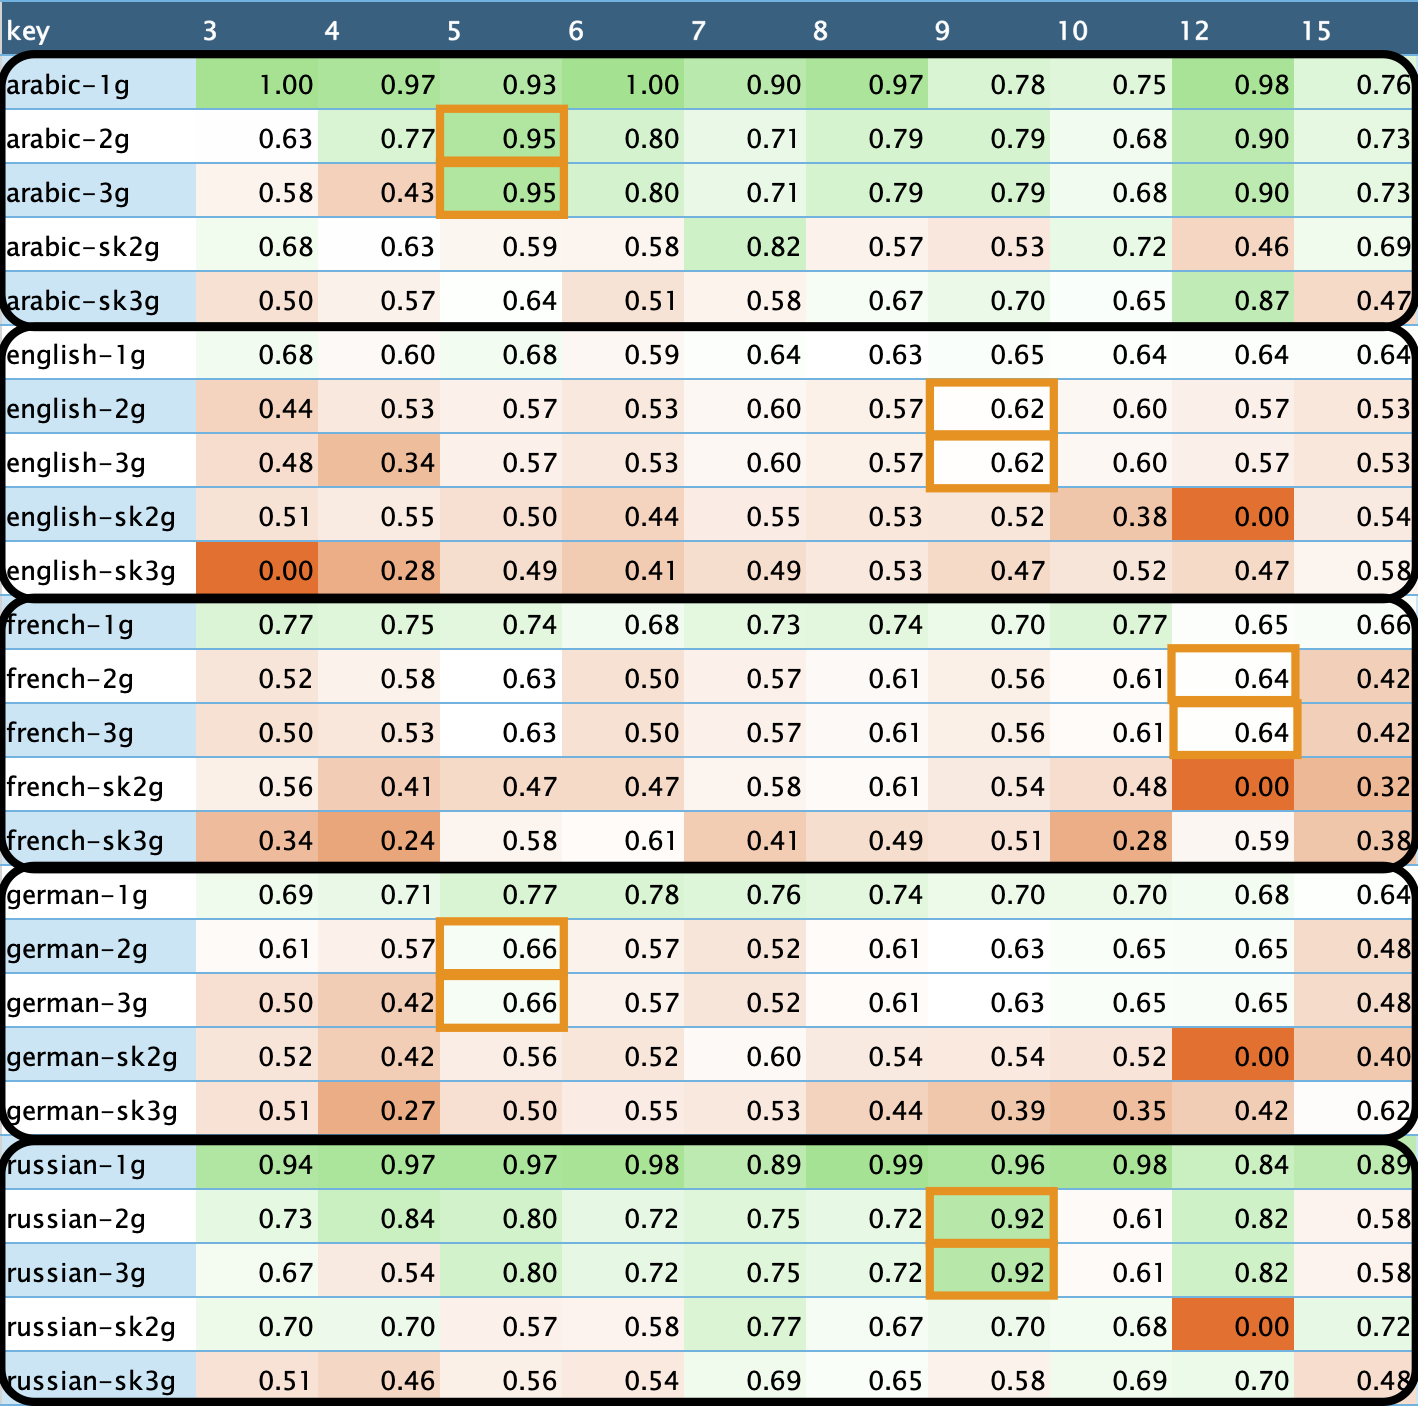 key 3 4 5 6 7 8 9 10 12 15
arabic-1g 1.00 0.97 0.93 1.00 0.90 0.97 0.78 0.75 0.98 0.76
arabic-2g 0.63 0.77 0.95 0.80 0.71 0.79 0.79 0.68 0.90 0.73
arabic-3g 0.58 0.43 0.95 0.80 0.71 0.79 0.79 0.68 0.90 0.73
arabic-sk2g 0.68 0.63 0.59 0.58 0.82 0.57 0.53 0.72 0.46 0.69
arabic-sk3g 0.50 0.57 0.64 0.51 0.58 0.67 0.70 0.65 0.87 0.47
english-1g 0.68 0.60 0.68 0.59 0.64 0.63 0.65 0.64 0.64 0.64
english-2g 0.44 0.53 0.57 0.53 0.60 0.57 0.62 0.60 0.57 0.53
english-3g 0.48 0.34 0.57 0.53 0.60 0.57 0.62 0.60 0.57 0.53
english-sk2g 0.51 0.55 0.50 0.44 0.55 0.53 0.52 0.38 0.00 0.54
english-sk3g 0.00 0.28 0.49 0.41 0.49 0.53 0.47 0.52 0.47 0.58
french-1g 0.77 0.75 0.74 0.68 0.73 0.74 0.70 0.77 0.65 0.66
french-2g 0.52 0.58 0.63 0.50 0.57 0.61 0.56 0.61 0.64 0.42
french-3g 0.50 0.53 0.63 0.50 0.57 0.61 0.56 0.61 0.64 0.42
french-sk2g 0.56 0.41 0.47 0.47 0.58 0.61 0.54 0.48 0.00 0.32
french-sk3g 0.34 0.24 0.58 0.61 0.41 0.49 0.51 0.28 0.59 0.38
german-1g 0.69 0.71 0.77 0.78 0.76 0.74 0.70 0.70 0.68 0.64
german-2g 0.61 0.57 0.66 0.57 0.52 0.61 0.63 0.65 0.65 0.48
german-3g 0.50 0.42 0.66 0.57 0.52 0.61 0.63 0.65 0.65 0.48
german-sk2g 0.52 0.42 0.56 0.52 0.60 0.54 0.54 0.52 0.00 0.40
german-sk3g 0.51 0.27 0.50 0.55 0.53 0.44 0.39 0.35 0.42 0.62
russian-1g 0.94 0.97 0.97 0.98 0.89 0.99 0.96 0.98 0.84 0.89
russian-2g 0.73 0.84 0.80 0.72 0.75 0.72 0.92 0.61 0.82 0.58
russian-3g 0.67 0.54 0.80 0.72 0.75 0.72 0.92 0.61 0.82 0.58
russian-sk2g 0.70 0.70 0.57 0.58 0.77 0.67 0.70 0.68 0.00 0.72
russian-sk3g 0.51 0.46 0.56 0.54 0.69 0.65 0.58 0.69 0.70 0.48